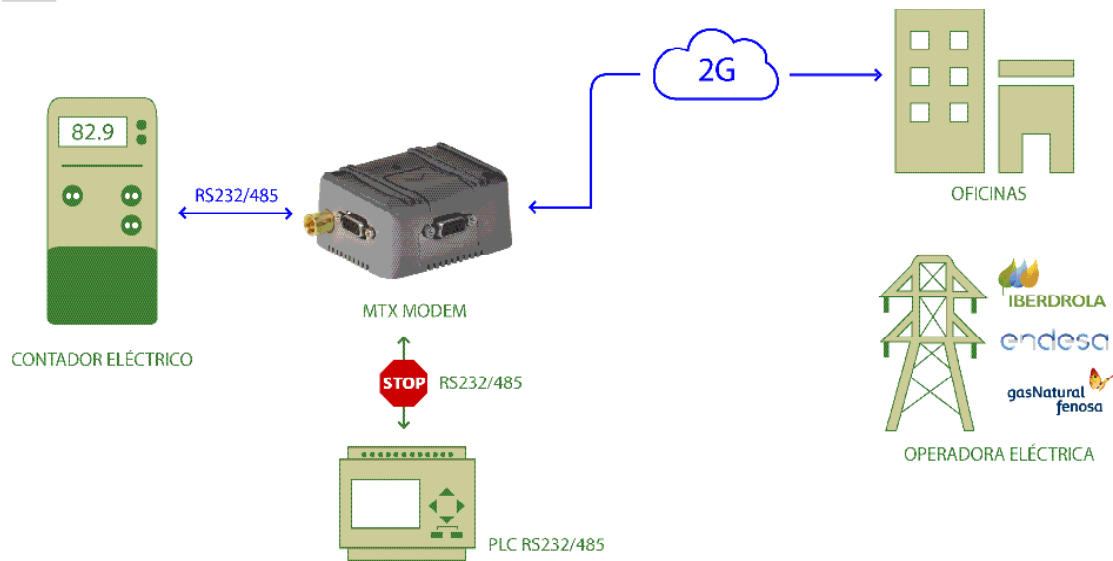 2G
82.9
RS232/485
OFICINAS
MTX MODEM
IBERDROLA
endesa
gasNatural
fenosa
CONTADOR ELÉCTRICO
STOP
RS232/485
OPERADORA ELÉCTRICA
PLC RS232/485